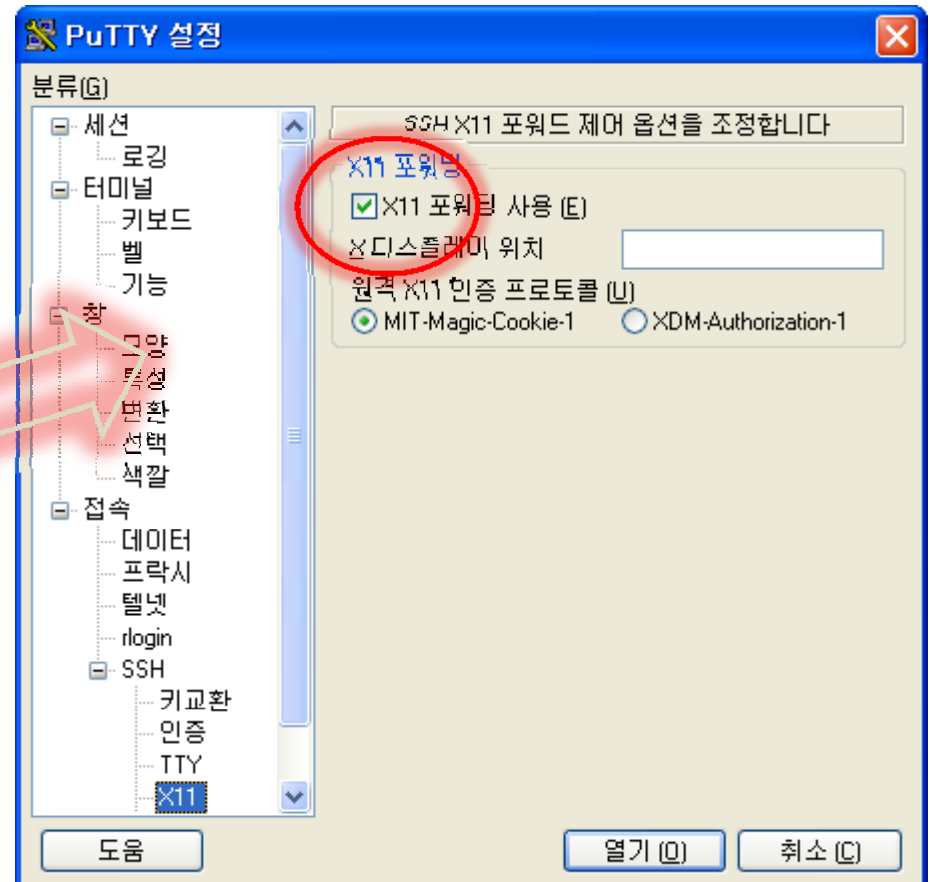 PuTTY 설정
분류(G)
세션
로깅
터미널
키보드
벨
기능
창
모양
특성
변환
선택
색깔
접속
데이터
프락시
텔넷
rlogin
SSH
키교환
인증
TTY
X11
SSH X11 포워드 제어 옵션을 조정합니다
X11 포워딩
X11 포워딩 사용 (E)
X 디스플레이 위치
원격 X11 인증 프로토콜 (U)
MIT-Magic-Cookie-1 XDM-Authorization-1
도움 열기 (O) 취소 (C)